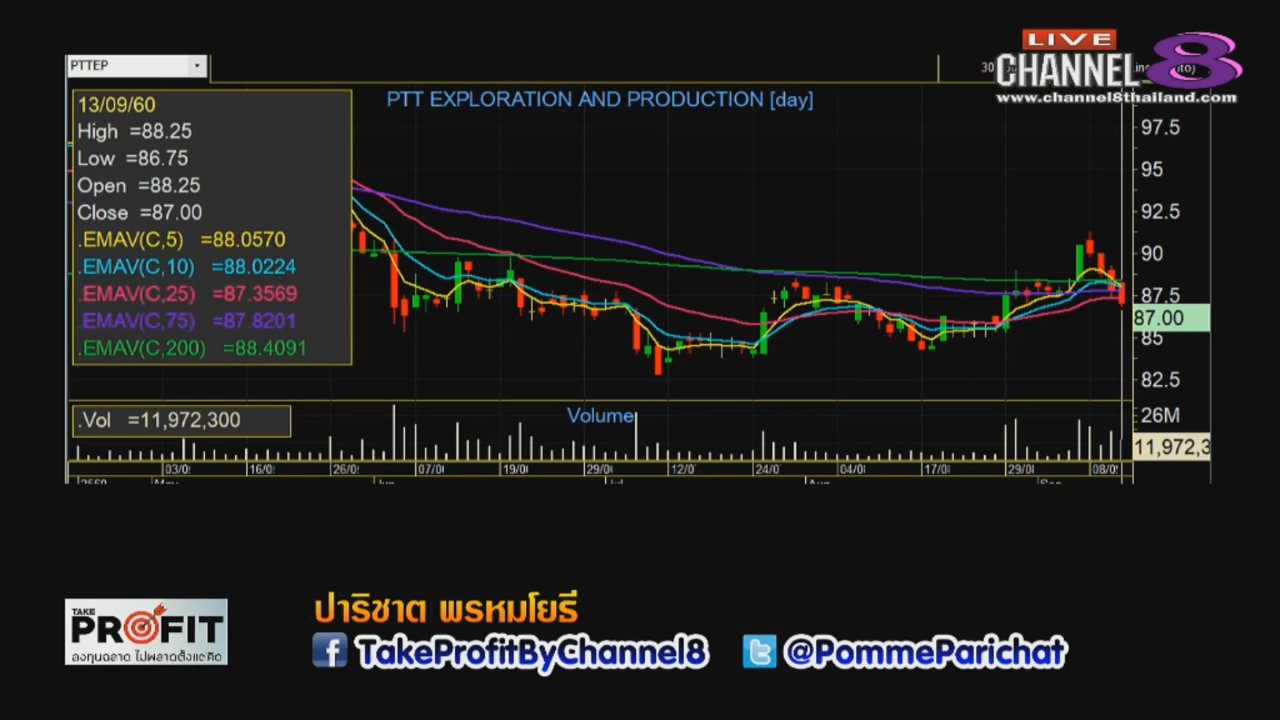 LIVE
CHANNEL 8
www.channel8thailand.com
PTTEP
PTT EXPLORATION AND PRODUCTION [day]
13/09/60
High =88.25
Low =86.75
Open =88.25
Close =87.00
.EMAV(C,5) =88.0570
.EMAV(C,10) =88.0224
.EMAV(C,25) =87.3569
.EMAV(C,75) =87.8201
.EMAV(C,200) =88.4091
97.5
95
92.5
90
87.5
87.00
85
82.5
.Vol =11,972,300
Volume
26M
11,972,3
03/0 16/0 26/0 07/0 19/0 29/0 12/0 24/0 04/0 17/0 29/0 08/0
TAKE
PROFIT
ลงทุนฉลาด ไม่พลาดตั้งแต่คิด
ปาริชาต พรหมโยธี
TakeProfitByChannel8
@PommeParichat